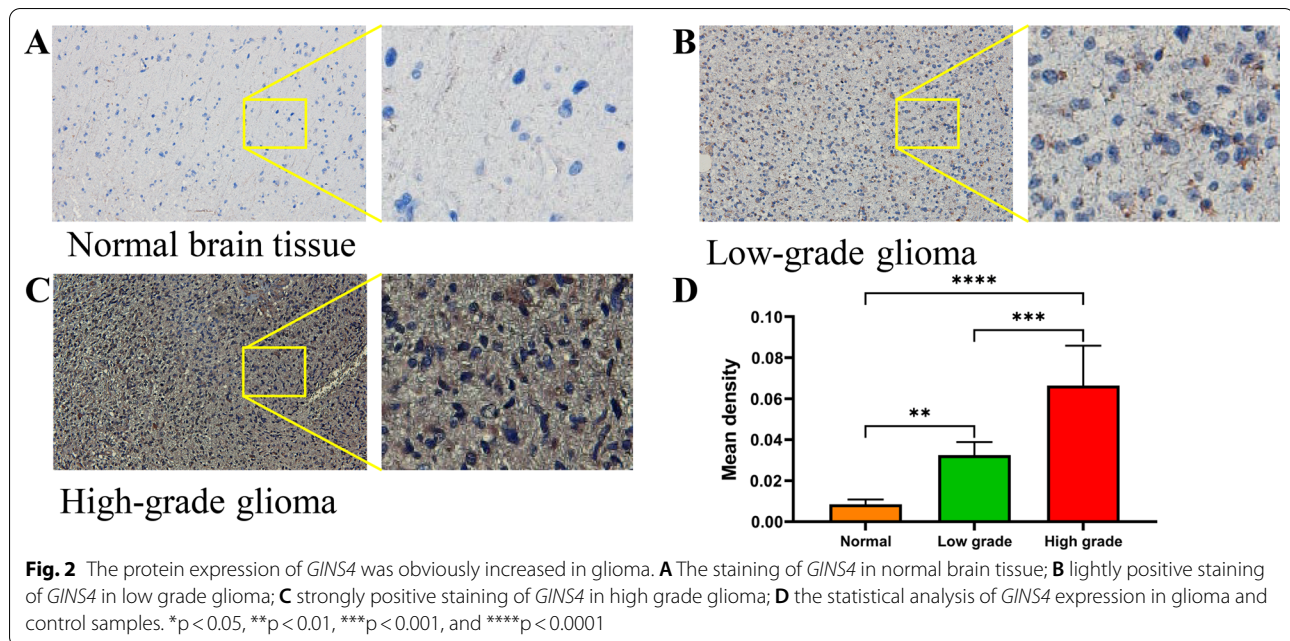 A
B
Normal brain tissue
Low-grade glioma
C
D
High-grade glioma
****
***
**
Mean density
0.10
0.08
0.06
0.04
0.02
0.00
Normal Low grade High grade
Fig. 2 The protein expression of GINS4 was obviously increased in glioma. A The staining of GINS4 in normal brain tissue; B lightly positive staining
of GINS4 in low grade glioma; C strongly positive staining of GINS4 in high grade glioma; D the statistical analysis of GINS4 expression in glioma and
control samples. *p < 0.05, **p < 0.01, ***p < 0.001, and ****p < 0.0001